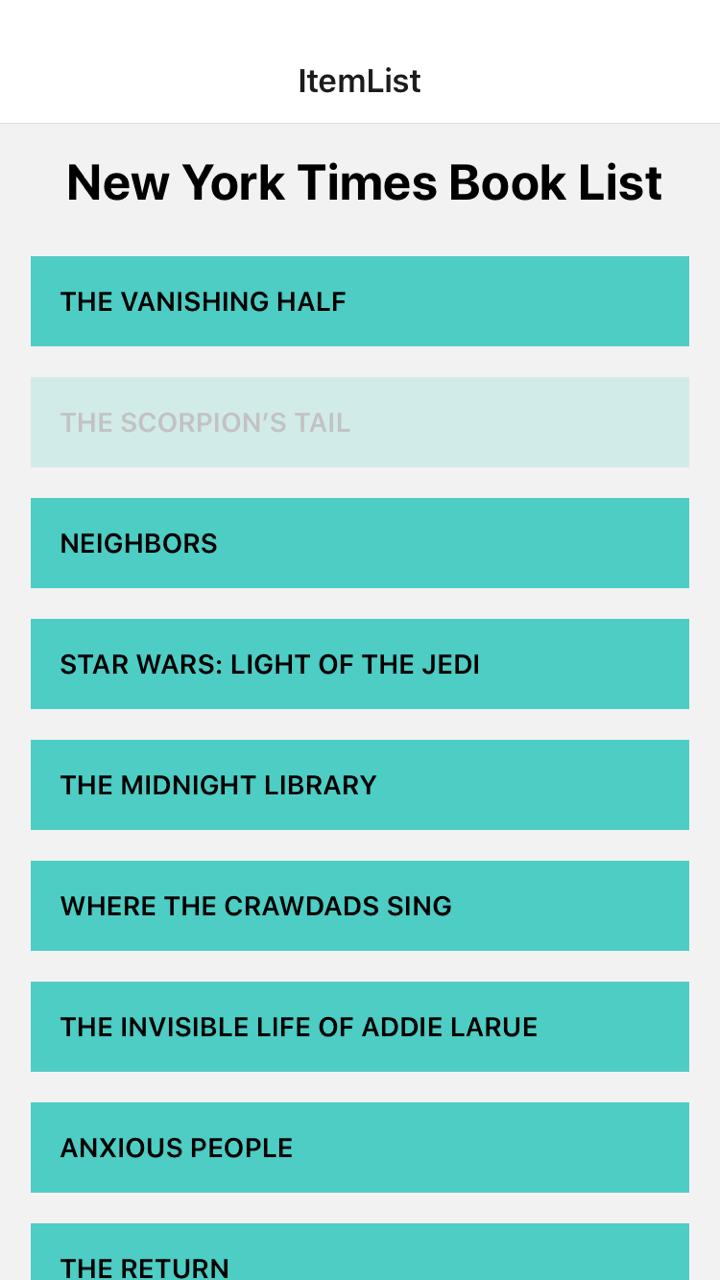 ItemList
New York Times Book List
THE VANISHING HALF
THE SCORPION’S TAIL
NEIGHBORS
STAR WARS: LIGHT OF THE JEDI
THE MIDNIGHT LIBRARY
WHERE THE CRAWDADS SING
THE INVISIBLE LIFE OF ADDIE LARUE
ANXIOUS PEOPLE
THE RETURN